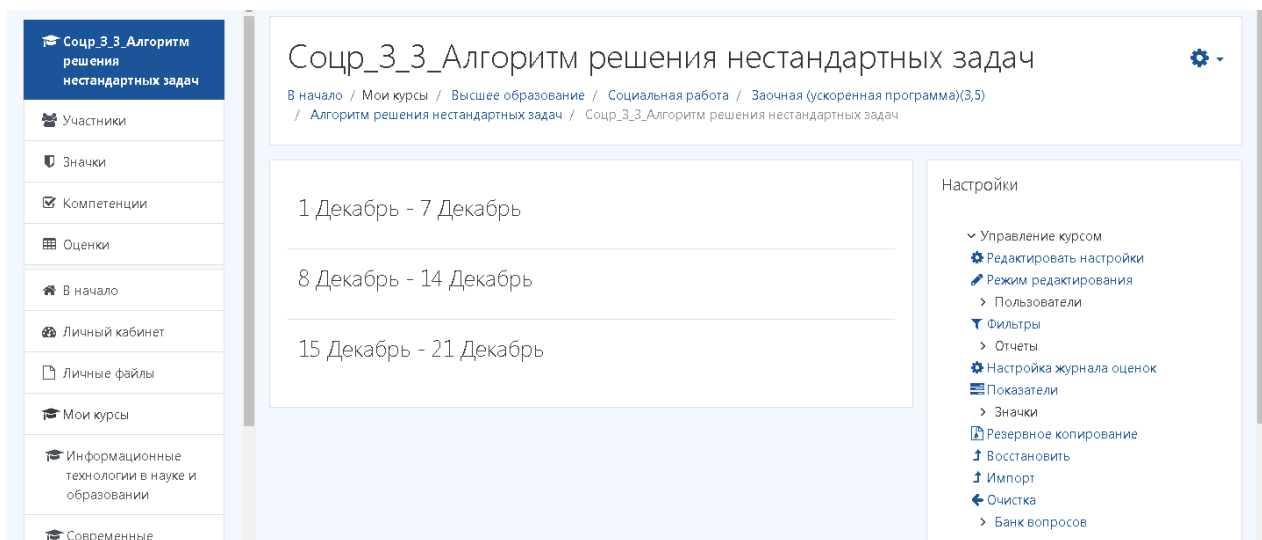 Соцр_3_3_Алгоритм
решения
нестандартных задач
Участники
Значки
Компетенции
Оценки
В начало
Личный кабинет
Личные файлы
Мои курсы
Информационные
технологии в науке и
образовании
Современные
Соцр_3_3_Алгоритм решения нестандартных задач
В начало / Мои курсы / Высшее образование / Социальная работа / Заочная (ускоренная программа)(3,5)
/ Алгоритм решения нестандартных задач / Соцр_3_3_Алгоритм решения нестандартных задач
1 Декабрь - 7 Декабрь
8 Декабрь - 14 Декабрь
15 Декабрь - 21 Декабрь
Настройки
Управление курсом
Редактировать настройки
Режим редактирования
Пользователи
Фильтры
Отчеты
Настройка журнала оценок
Показатели
Значки
Резервное копирование
Восстановить
Импорт
Очистка
Банк вопросов